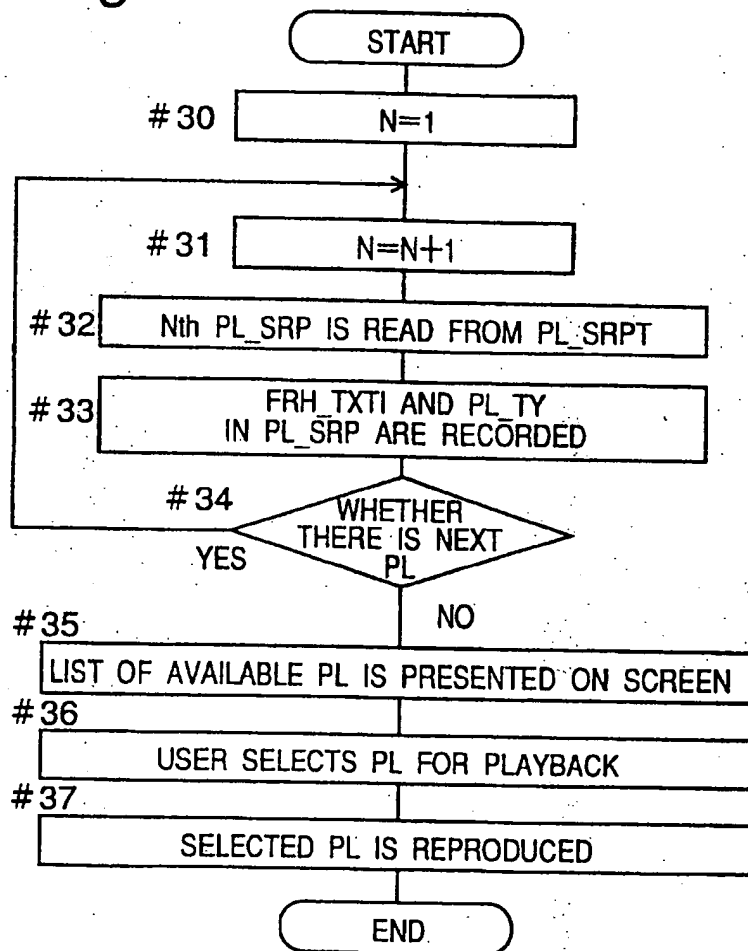 START
#30
N=1
#31
N=N+1
#32
Nth PL_SRP IS READ FROM PL_SRPT
#33
FRH_TXTI AND PL_TY
IN PL_SRP ARE RECORDED
#34
WHETHER
THERE IS NEXT
PL
YES
NO
#35
LIST OF AVAILABLE PL IS PRESENTED ON SCREEN
#36
USER SELECTS PL FOR PLAYBACK
#37
SELECTED PL IS REPRODUCED
END